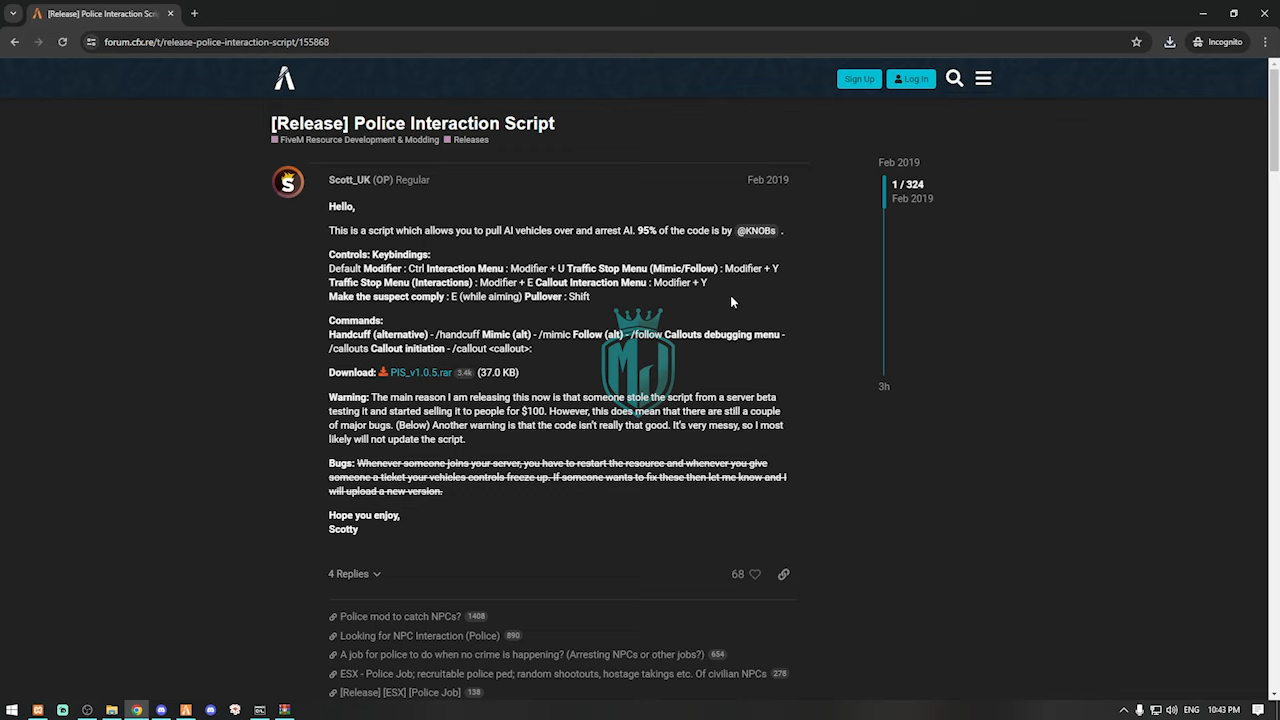 [Release] Police Interaction Scrip
forum.cfx.re/t/release-police-interaction-script/155868
Incognito
Sign Up
Log In
[Release] Police Interaction Script
FiveM Resource Development & Modding Releases
Scott_UK (OP) Regular
Feb 2019
Hello,
This is a script which allows you to pull AI vehicles over and arrest AI. 95% of the code is by @KNOBs .
Controls: Keybindings:
Default Modifier : Ctrl Interaction Menu : Modifier + U Traffic Stop Menu (Mimic/Follow) : Modifier + Y
Traffic Stop Menu (Interactions) : Modifier + E Callout Interaction Menu : Modifier + Y
Make the suspect comply : E (while aiming) Pullover : Shift
Commands:
Handcuff (alternative) - /handcuff Mimic (alt) - /mimic Follow (alt) - /follow Callouts debugging menu -
/callouts Callout initiation - /callout <callout>:
Download: PIS_v1.0.5.rar 3.4k (37.0 KB)
Warning: The main reason I am releasing this now is that someone stole the script from a server beta
testing it and started selling it to people for $100. However, this does mean that there are still a couple
of major bugs. (Below) Another warning is that the code isn't really that good. It's very messy, so I most
likely will not update the script.
Bugs: Whenever someone joins your server, you have to restart the resource and whenever you give
someone a ticket your vehicles controls freeze up. If someone wants to fix these then let me know and I
will upload a new version.
Hope you enjoy,
Scotty
4 Replies
68
Police mod to catch NPCs? 1408
Looking for NPC Interaction (Police) 890
A job for police to do when no crime is happening? (Arresting NPCs or other jobs?) 654
ESX - Police Job; recruitable police ped; random shootouts, hostage takings etc. Of civilian NPCs 278
[Release] [ESX] [Police Job] 138
Feb 2019
1 / 324
Feb 2019
3h
MJ
ENG
10:43 PM